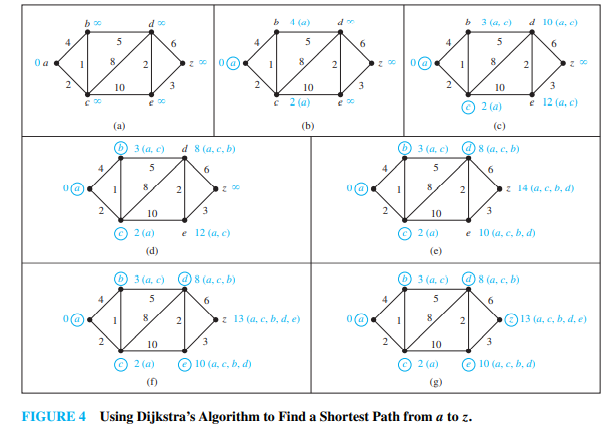 b ∞ d ∞
4 5 6
0 a 1 8 2 z ∞
2 10 3
c ∞ e ∞
(a)
b 4 (a) d ∞
4 5 6
0 a 1 8 2 z ∞
2 10 3
c 2 (a) e ∞
(b)
b 3 (a, c) d 10 (a, c)
4 5 6
0 a 1 8 2 z ∞
2 10 3
c 2 (a) e 12 (a, c)
(c)
b 3 (a, c) d 8 (a, c, b)
4 5 6
0 a 1 8 2 z ∞
2 10 3
c 2 (a) e 12 (a, c)
(d)
b 3 (a, c) d 8 (a, c, b)
4 5 6
0 a 1 8 2 z 14 (a, c, b, d)
2 10 3
c 2 (a) e 10 (a, c, b, d)
(e)
b 3 (a, c) d 8 (a, c, b)
4 5 6
0 a 1 8 2 z 13 (a, c, b, d, e)
2 10 3
c 2 (a) e 10 (a, c, b, d)
(f)
b 3 (a, c) d 8 (a, c, b)
4 5 6
0 a 1 8 2 z 13 (a, c, b, d, e)
2 10 3
c 2 (a) e 10 (a, c, b, d)
(g)
FIGURE 4 Using Dijkstra's Algorithm to Find a Shortest Path from a to z.